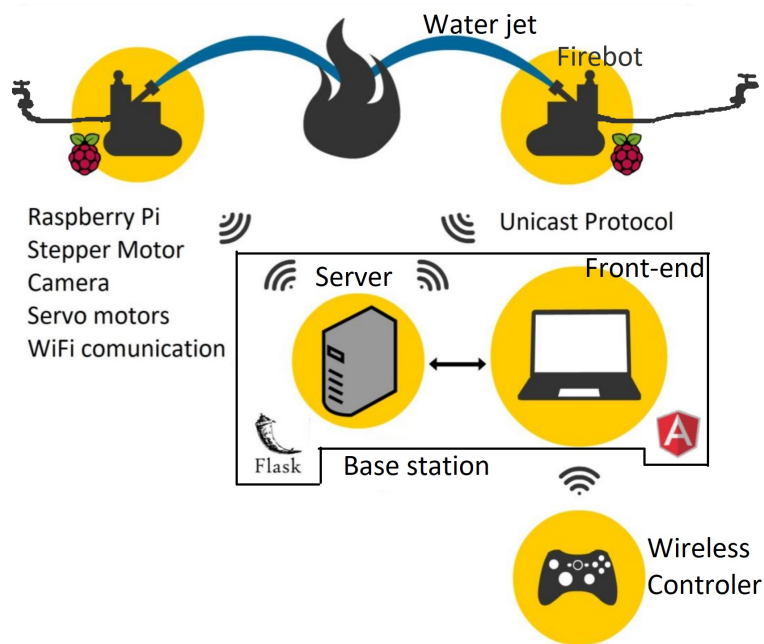 Water jet
Firebot
Raspberry Pi
Stepper Motor
Camera
Servo motors
WiFi comunication
Unicast Protocol
Server
Front-end
Flask
A
Base station
Wireless
Controler